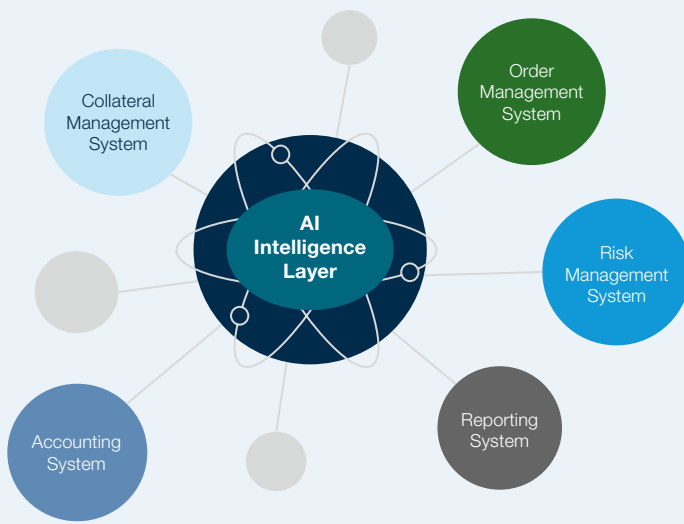 Collateral
Management
System
Order
Management
System
AI
Intelligence
Layer
Risk
Management
System
Accounting
System
Reporting
System